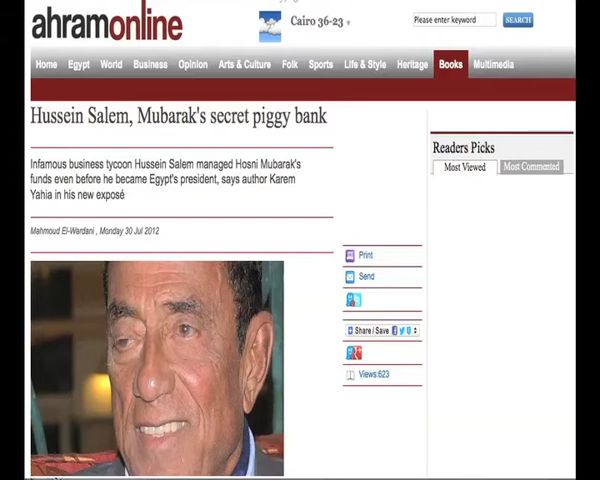 ahramonline
Cairo 36-23
Please enter keyword
SEARCH
Home Egypt World Business Opinion Arts & Culture Folk Sports Life & Style Heritage Books Multimedia
Hussein Salem, Mubarak's secret piggy bank
Infamous business tycoon Hussein Salem managed Hosni Mubarak's
funds even before he became Egypt's president, says author Karem
Yahia in his new exposé
Mahmoud El-Wardani , Monday 30 Jul 2012
Readers Picks
Most Viewed Most Commented
Print
Send
Share / Save
Views:623